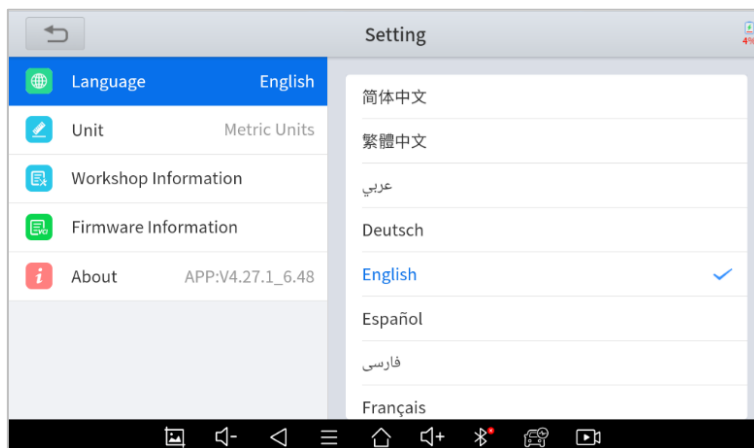 Setting
4%
Language English
Unit Metric Units
Workshop Information
Firmware Information
About APP:V4.27.1_6.48
简体中文
繁體中文
عربي
Deutsch
English
Español
فارسی
Français